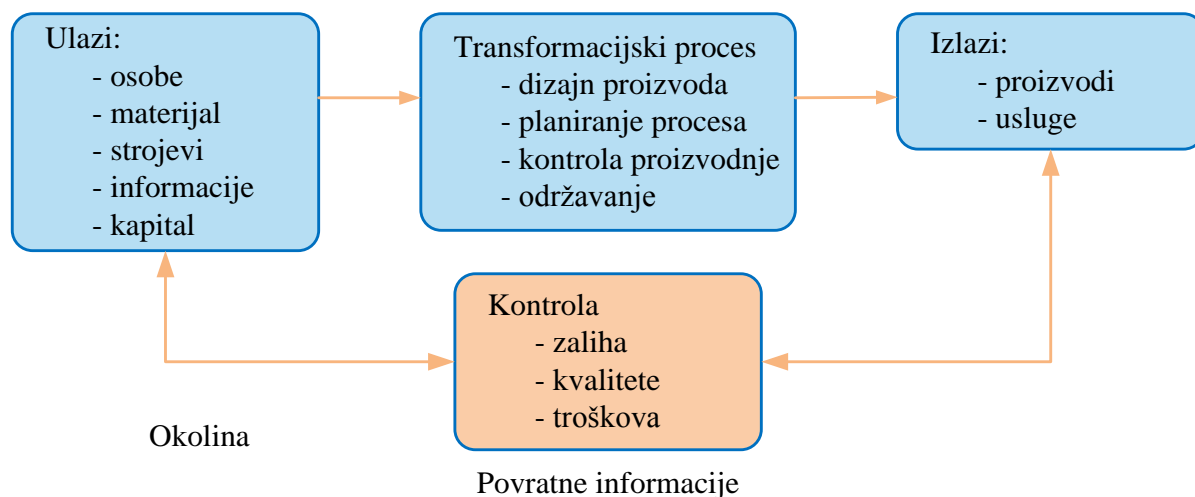 Ulazi:
- osobe
- materijal
- strojevi
- informacije
- kapital
Transformacijski proces
- dizajn proizvoda
- planiranje procesa
- kontrola proizvodnje
- održavanje
Izlazi:
- proizvodi
- usluge
Kontrola
- zaliha
- kvalitete
- troškova
Okolina
Povratne informacije